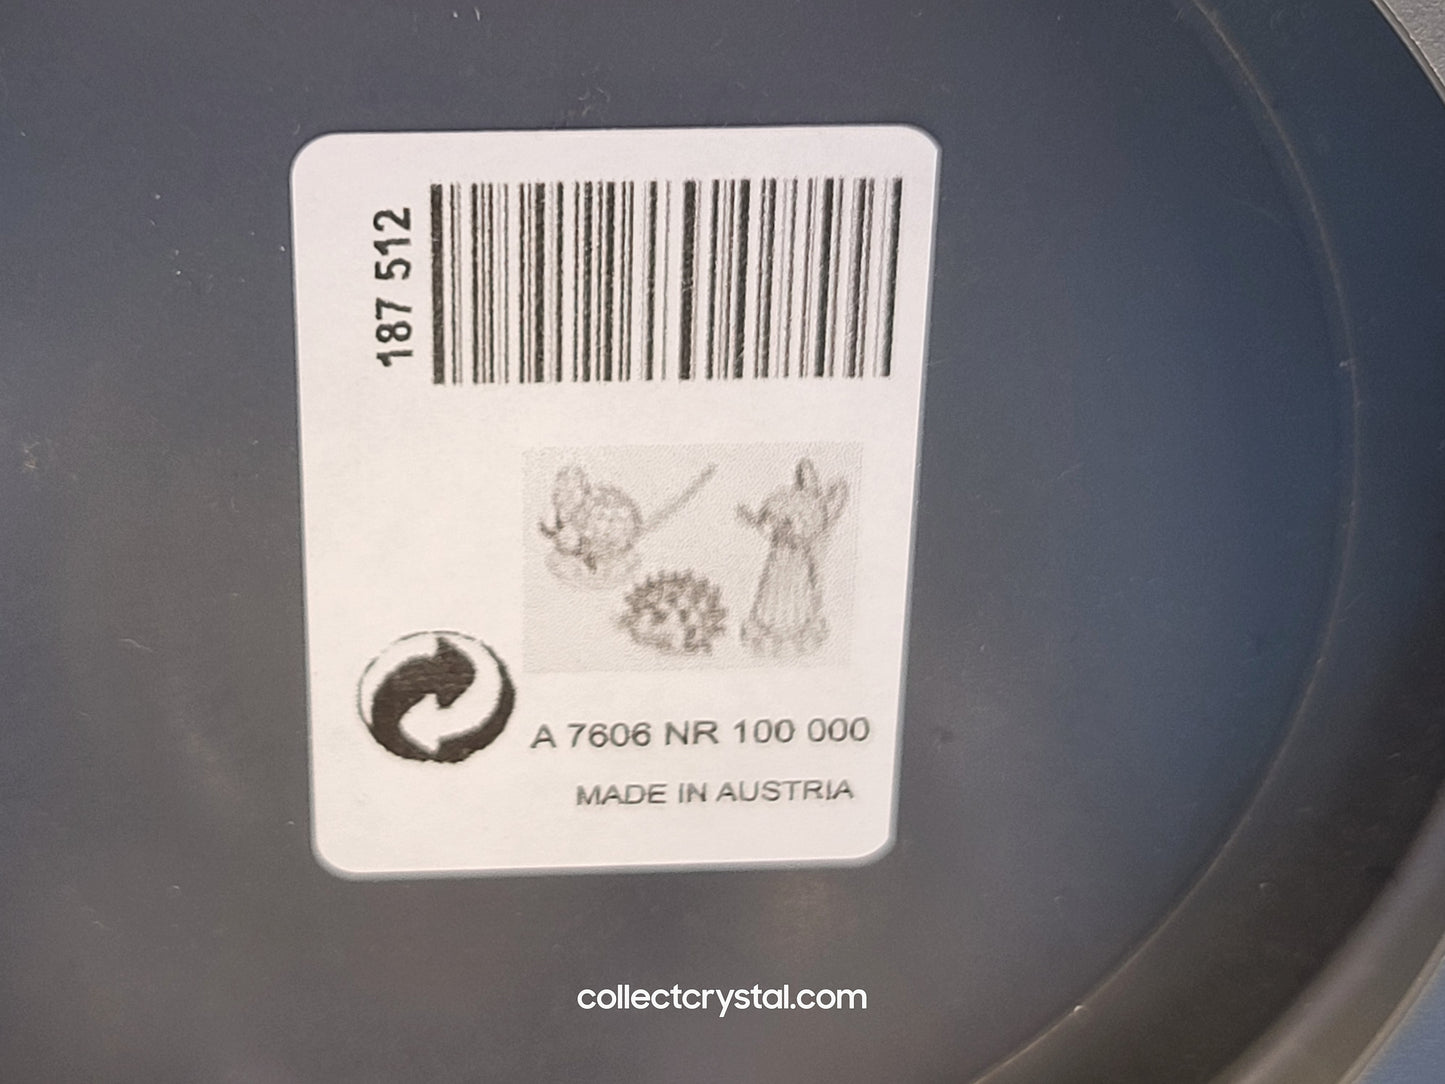 187 512
A 7606 NR 100 000
MADE IN AUSTRIA
collectcrystal.com